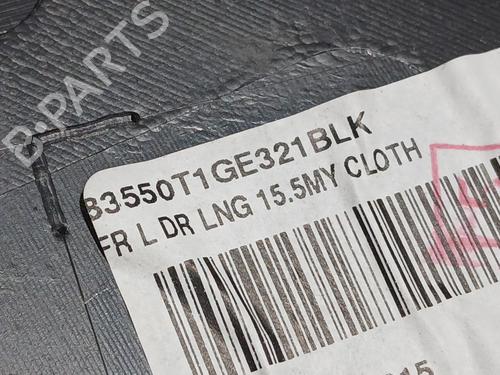 B-PARTS
83550T1GE321BLK
FR L DR LNG 15.5MY CLOTH